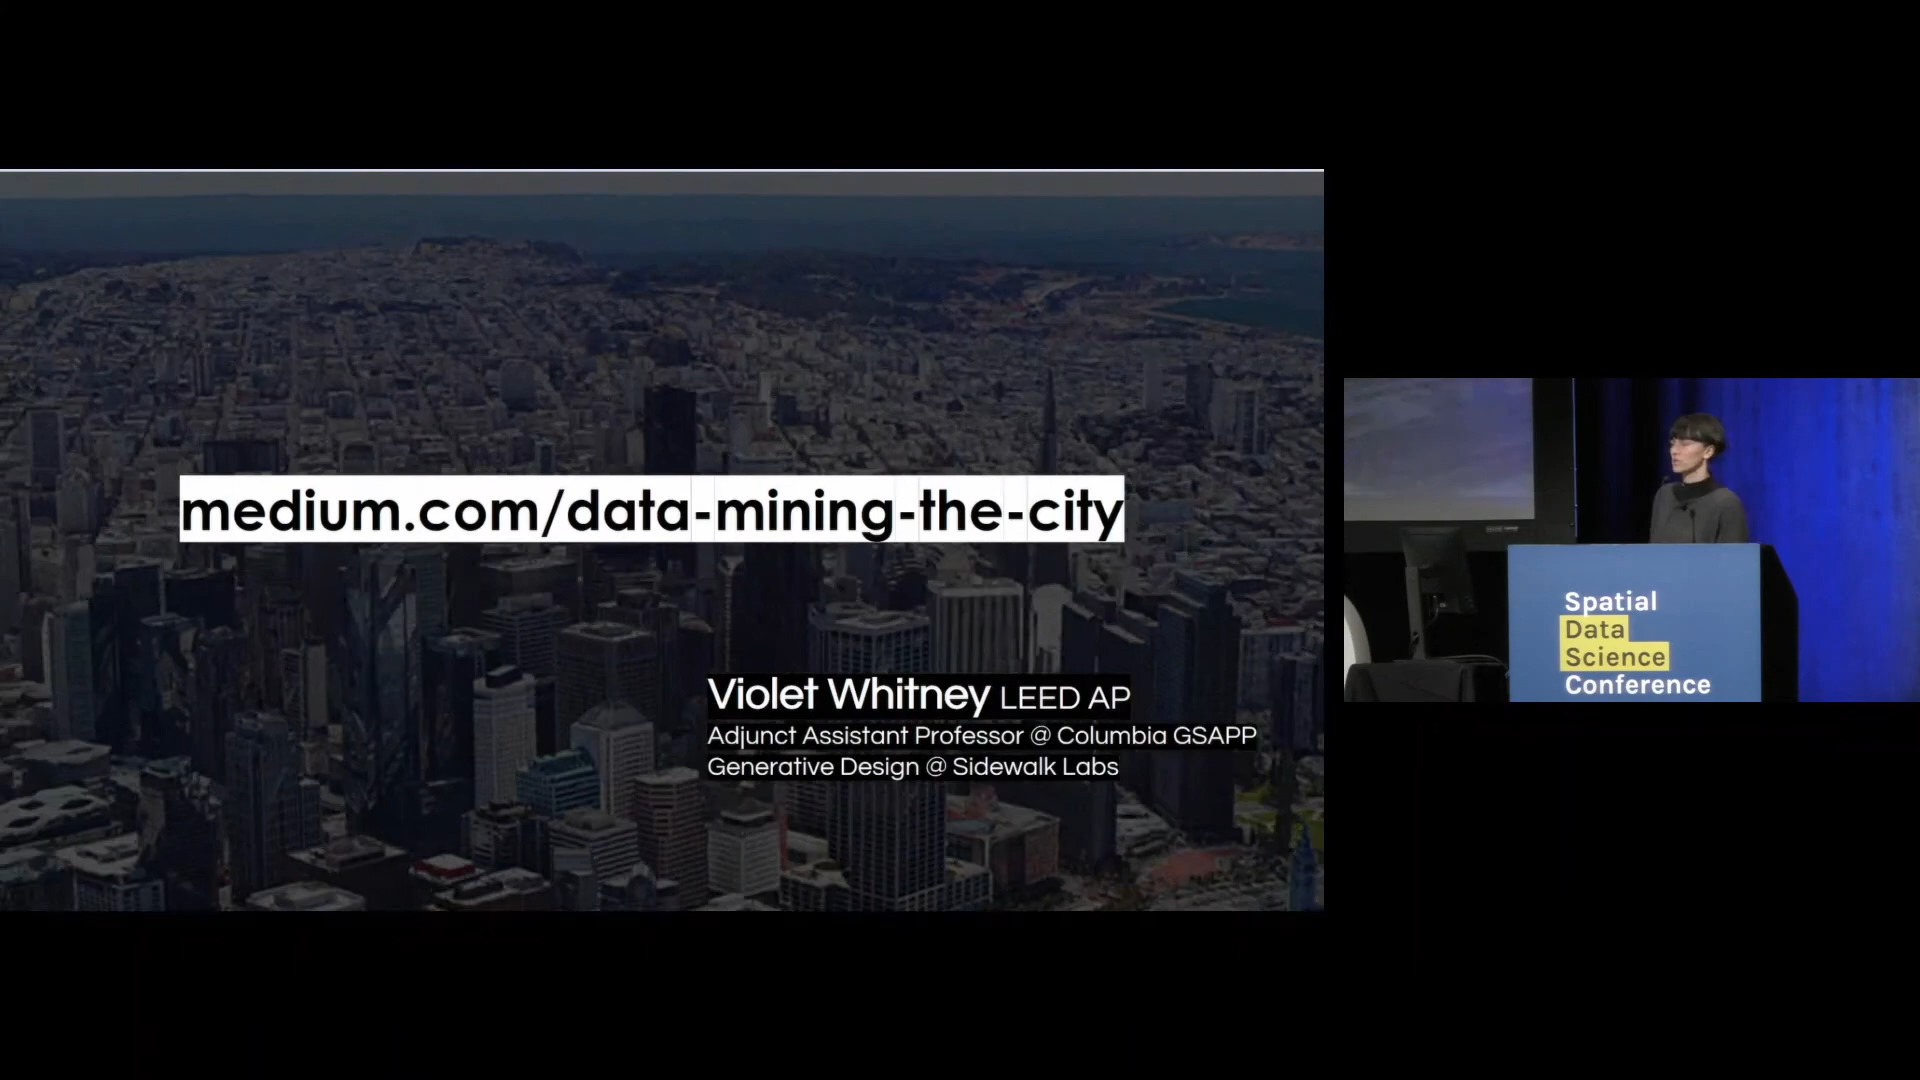 medium.com/data-mining-the-city
Violet Whitney LEED AP
Adjunct Assistant Professor @ Columbia GSAPP
Generative Design @ Sidewalk Labs
Spatial
Data
Science
Conference